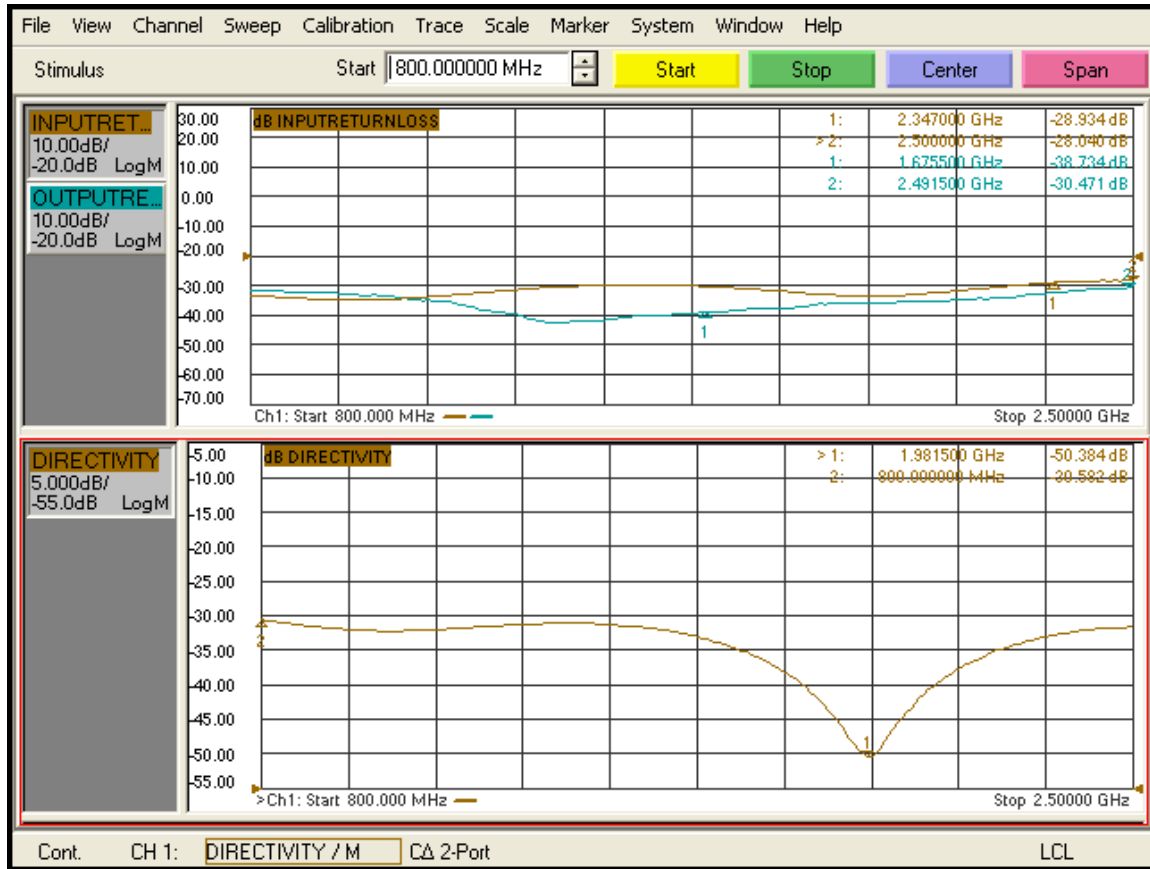 File View Channel Sweep Calibration Trace Scale Marker System Window Help
Stimulus Start 800.000000 MHz Start Stop Center Span
INPUTRET...
10.00dB/
-20.0dB LogM
OUTPUTRE...
10.00dB/
-20.0dB LogM
30.00
20.00
10.00
0.00
-10.00
-20.00
-30.00
-40.00
-50.00
-60.00
-70.00
dB INPUTRETURNLOSS
1: 2.347000 GHz -28.934 dB
>2: 2.500000 GHz -28.040 dB
1: 1.675500 GHz -38.734 dB
2: 2.491500 GHz -30.471 dB
1
1
2
Ch1: Start 800.000 MHz Stop 2.50000 GHz
DIRECTIVITY
5.000dB/
-55.0dB LogM
-5.00
-10.00
-15.00
-20.00
-25.00
-30.00
-35.00
-40.00
-45.00
-50.00
-55.00
dB DIRECTIVITY
>1: 1.981500 GHz -50.384 dB
2: 800.000000 MHz -30.582 dB
2
1
>Ch1: Start 800.000 MHz Stop 2.50000 GHz
Cont. CH 1: DIRECTIVITY / M CΔ 2-Port LCL